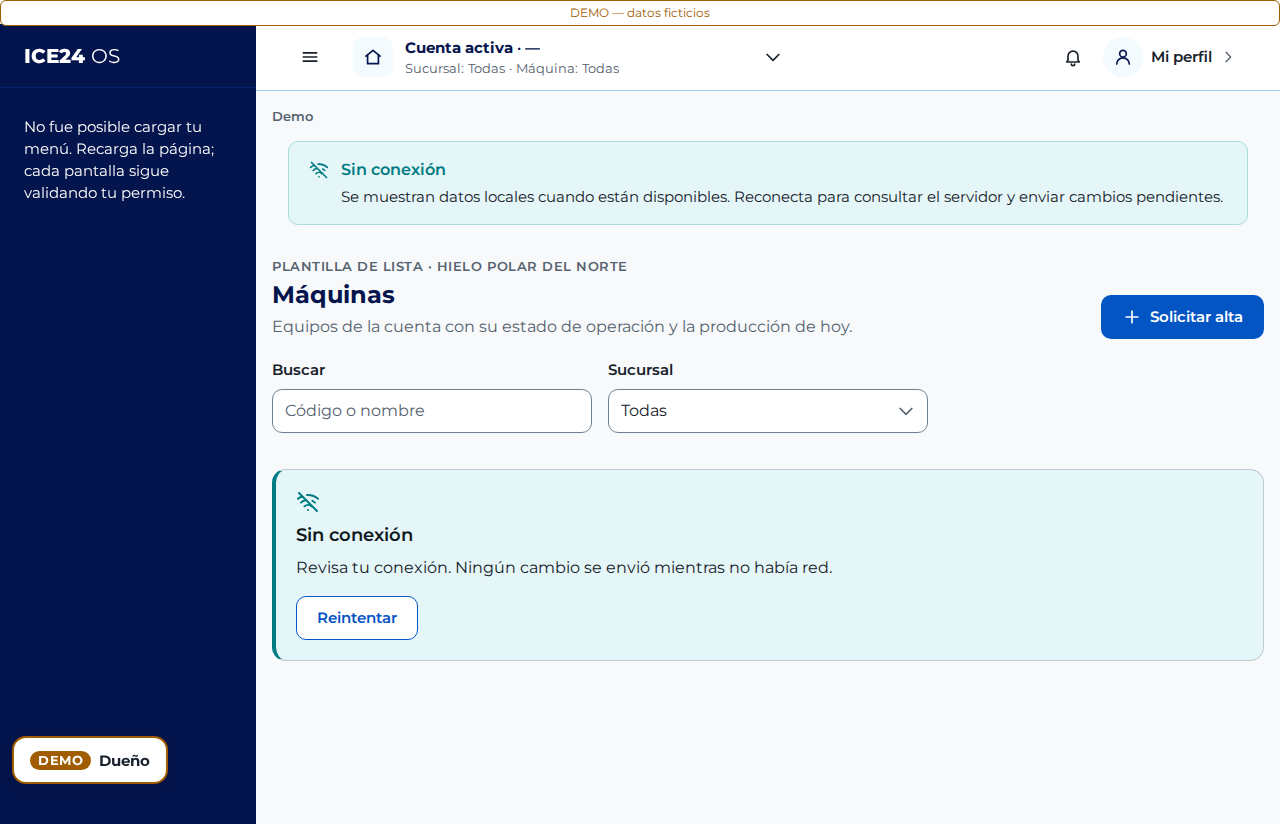 DEMO — datos ficticios
ICE24 OS
Cuenta activa · —
Sucursal: Todas · Máquina: Todas
Mi perfil
No fue posible cargar tu
menú. Recarga la página;
cada pantalla sigue
validando tu permiso.
Demo
Sin conexión
Se muestran datos locales cuando están disponibles. Reconecta para consultar el servidor y enviar cambios pendientes.
PLANTILLA DE LISTA · HIELO POLAR DEL NORTE
Máquinas
Equipos de la cuenta con su estado de operación y la producción de hoy.
Solicitar alta
Buscar
Sucursal
Código o nombre
Todas
Sin conexión
Revisa tu conexión. Ningún cambio se envió mientras no había red.
Reintentar
DEMO Dueño